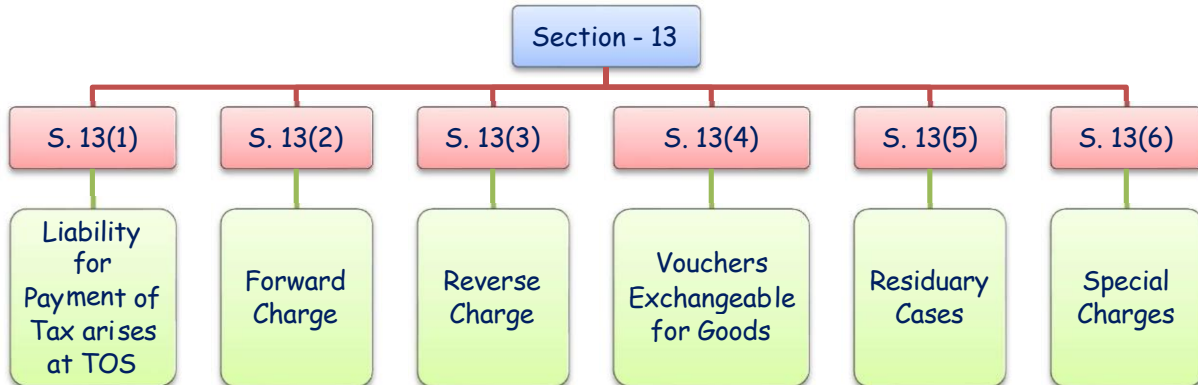 Section - 13
S. 13(1)
S. 13(2)
S. 13(3)
S. 13(4)
S. 13(5)
S. 13(6)
Liability
for
Payment of
Tax arises
at TOS
Forward
Charge
Reverse
Charge
Vouchers
Exchangeable
for Goods
Residuary
Cases
Special
Charges